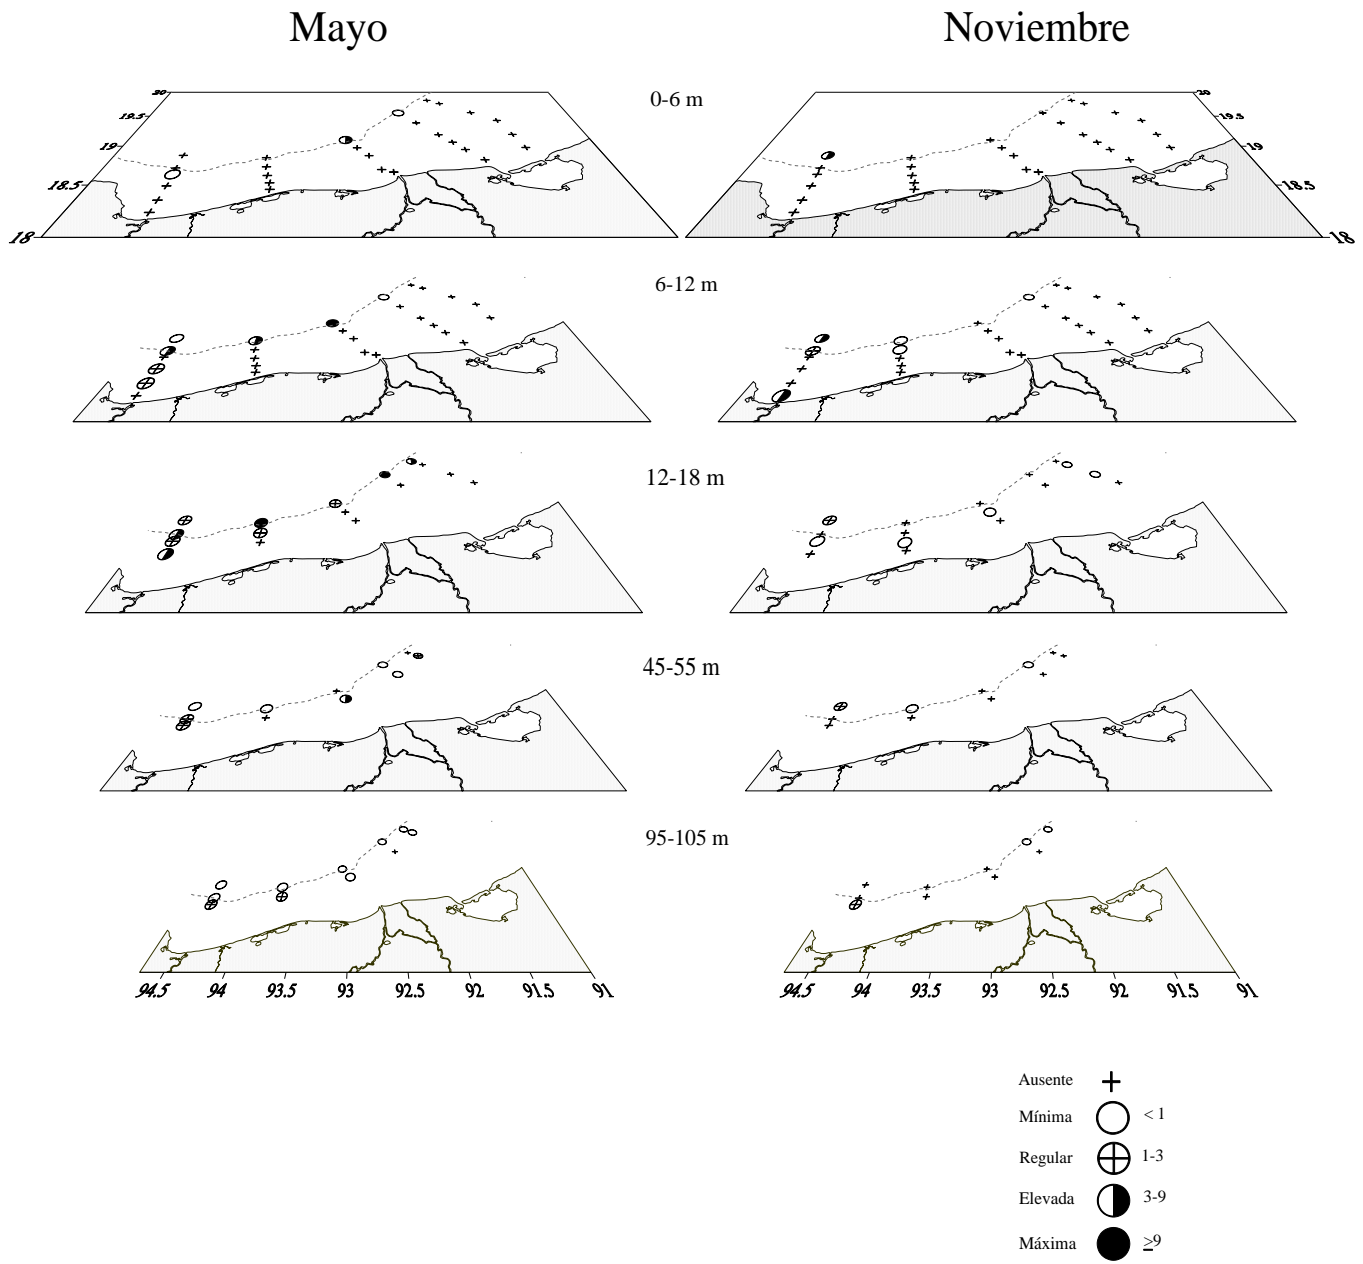 Mayo
Noviembre
0-6 m
20
19.5
19
18.5
18
20
19.5
19
18.5
18
6-12 m
12-18 m
45-55 m
95-105 m
94.5 94 93.5 93 92.5 92 91.5 91
94.5 94 93.5 93 92.5 92 91.5 91
Ausente
Mínima < 1
Regular 1-3
Elevada 3-9
Máxima ≥9